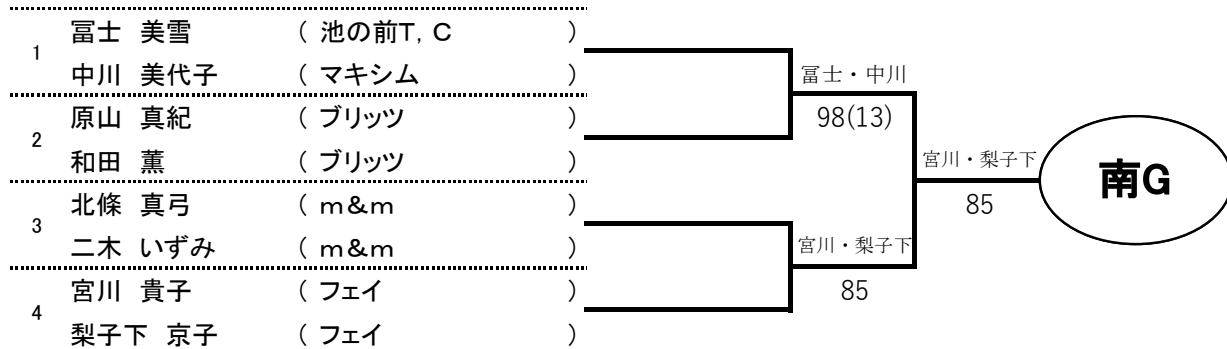 1
冨士 美雪 ( 池の前T, C )
中川 美代子 ( マキシム )
2
原山 真紀 ( ブリッツ )
和田 薫 ( ブリッツ )
3
北條 真弓 ( m&m )
二木 いずみ ( m&m )
4
宮川 貴子 ( フェイ )
梨子下 京子 ( フェイ )
冨士・中川
98(13)
宮川・梨子下
85
宮川・梨子下
85
南G